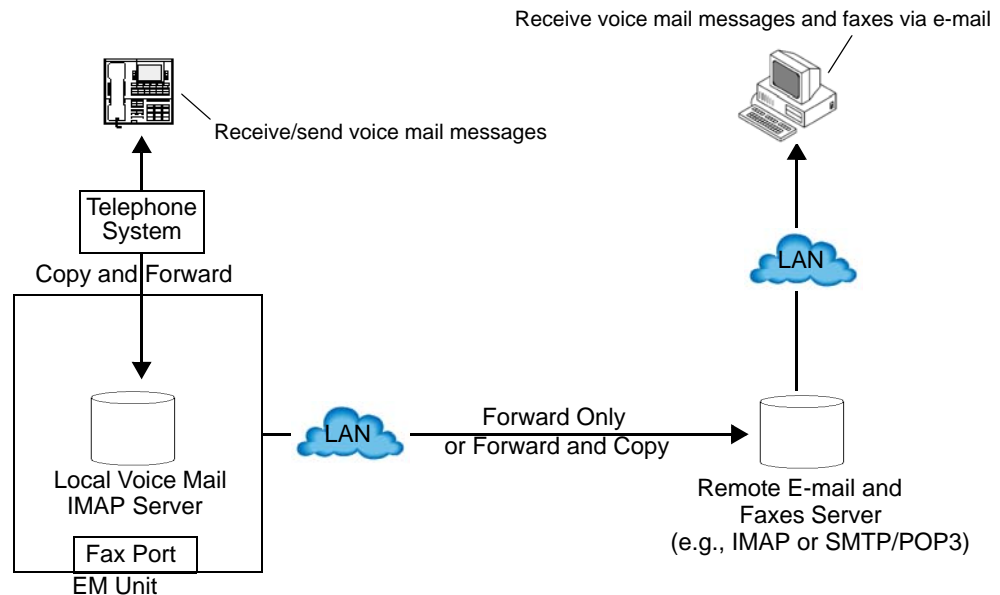 Receive voice mail messages and faxes via e-mail
Receive/send voice mail messages
Telephone
System
Copy and Forward
LAN
LAN
Forward Only
or Forward and Copy
Local Voice Mail
IMAP Server
Remote E-mail and
Faxes Server
(e.g., IMAP or SMTP/POP3)
Fax Port
EM Unit